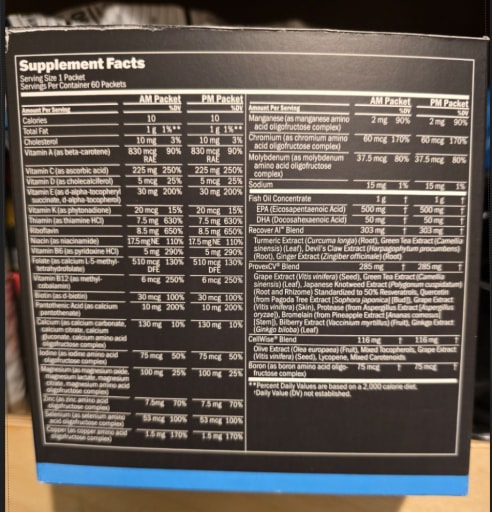 Supplement Facts
Serving Size 1 Packet
Servings Per Container 60 Packets
AM Packet PM Packet
Amount Per Serving %DV %DV
Calories 10 10
Total Fat 1 g 1%** 1 g 1%**
Cholesterol 10 mg 3% 10 mg 3%
Vitamin A (as beta-carotene) 830 mcg 90% 830 mcg 90%
RAE RAE
Vitamin C (as ascorbic acid) 225 mg 250% 225 mg 250%
Vitamin D (as cholecalciferol) 5 mcg 25% 5 mcg 25%
Vitamin E (as d-alpha-tocopheryl 30 mg 200% 30 mg 200%
succinate, d-alpha-tocopherol)
Vitamin K (as phytonadione) 20 mcg 15% 20 mcg 15%
Thiamin (as thiamine HCl) 7.5 mg 630% 7.5 mg 630%
Riboflavin 8.5 mg 650% 8.5 mg 650%
Niacin (as niacinamide) 17.5 mg NE 110% 17.5 mg NE 110%
Vitamin B6 (as pyridoxine HCl) 5 mg 290% 5 mg 290%
Folate (as calcium L-5-methyl- 510 mcg 130% 510 mcg 130%
tetrahydrofolate) DFE DFE
Vitamin B12 (as methyl- 6 mcg 250% 6 mcg 250%
cobalamin)
Biotin (as d-biotin) 30 mcg 100% 30 mcg 100%
Pantothenic Acid (as calcium 10 mg 200% 10 mg 200%
pantothenate)
Calcium (as calcium carbonate, 130 mg 10% 130 mg 10%
calcium citrate, calcium
gluconate, calcium amino acid
oligofructose complex)
Iodine (as iodine amino acid 75 mcg 50% 75 mcg 50%
oligofructose complex)
Magnesium (as magnesium oxide, 100 mg 25% 100 mg 25%
magnesium lactate, magnesium
citrate, magnesium amino acid
oligofructose complex)
Zinc (as zinc amino acid 7.5 mg 70% 7.5 mg 70%
oligofructose complex)
Selenium (as selenium amino 53 mcg 100% 53 mcg 100%
acid oligofructose complex)
Copper (as copper amino acid 1.5 mg 170% 1.5 mg 170%
oligofructose complex)
AM Packet PM Packet
Amount Per Serving %DV %DV
Manganese (as manganese amino 2 mg 90% 2 mg 90%
acid oligofructose complex)
Chromium (as chromium amino 60 mcg 170% 60 mcg 170%
acid oligofructose complex)
Molybdenum (as molybdenum 37.5 mcg 80% 37.5 mcg 80%
amino acid oligofructose
complex)
Sodium 15 mg 1% 15 mg 1%
Fish Oil Concentrate 1 g † 1 g †
EPA (Eicosapentaenoic Acid) 500 mg † 500 mg †
DHA (Docosahexaenoic Acid) 50 mg † 50 mg †
Recover AI™ Blend 303 mg † 303 mg †
Turmeric Extract (Curcuma longa) (Root), Green Tea Extract (Camellia
sinensis) (Leaf), Devil's Claw Extract (Harpagophytum procumbens)
(Root), Ginger Extract (Zingiber officinale) (Root)
ProvexCV® Blend 285 mg † 285 mg †
Grape Extract (Vitis vinifera) (Seed), Green Tea Extract (Camellia
sinensis) (Leaf), Japanese Knotweed Extract (Polygonum cuspidatum)
(Root and Rhizome) Standardized to 50% Resveratrols, Quercetin
(from Pagoda Tree Extract (Sophora japonica) [Bud]), Grape Extract
(Vitis vinifera) (Skin), Protease (from Aspergillus Extract [Aspergillus
oryzae]), Bromelain (from Pineapple Extract [Ananas comosus]
[Stem]), Bilberry Extract (Vaccinium myrtillus) (Fruit), Ginkgo Extract
(Ginkgo biloba) (Leaf)
CellWise® Blend 116 mg † 116 mg †
Olive Extract (Olea europaea) (Fruit), Mixed Tocopherols, Grape Extract
(Vitis vinifera) (Seed), Lycopene, Mixed Carotenoids
Boron (as boron amino acid oligo- 75 mcg † 75 mcg †
fructose complex)
**Percent Daily Values are based on a 2,000 calorie diet.
†Daily Value (DV) not established.